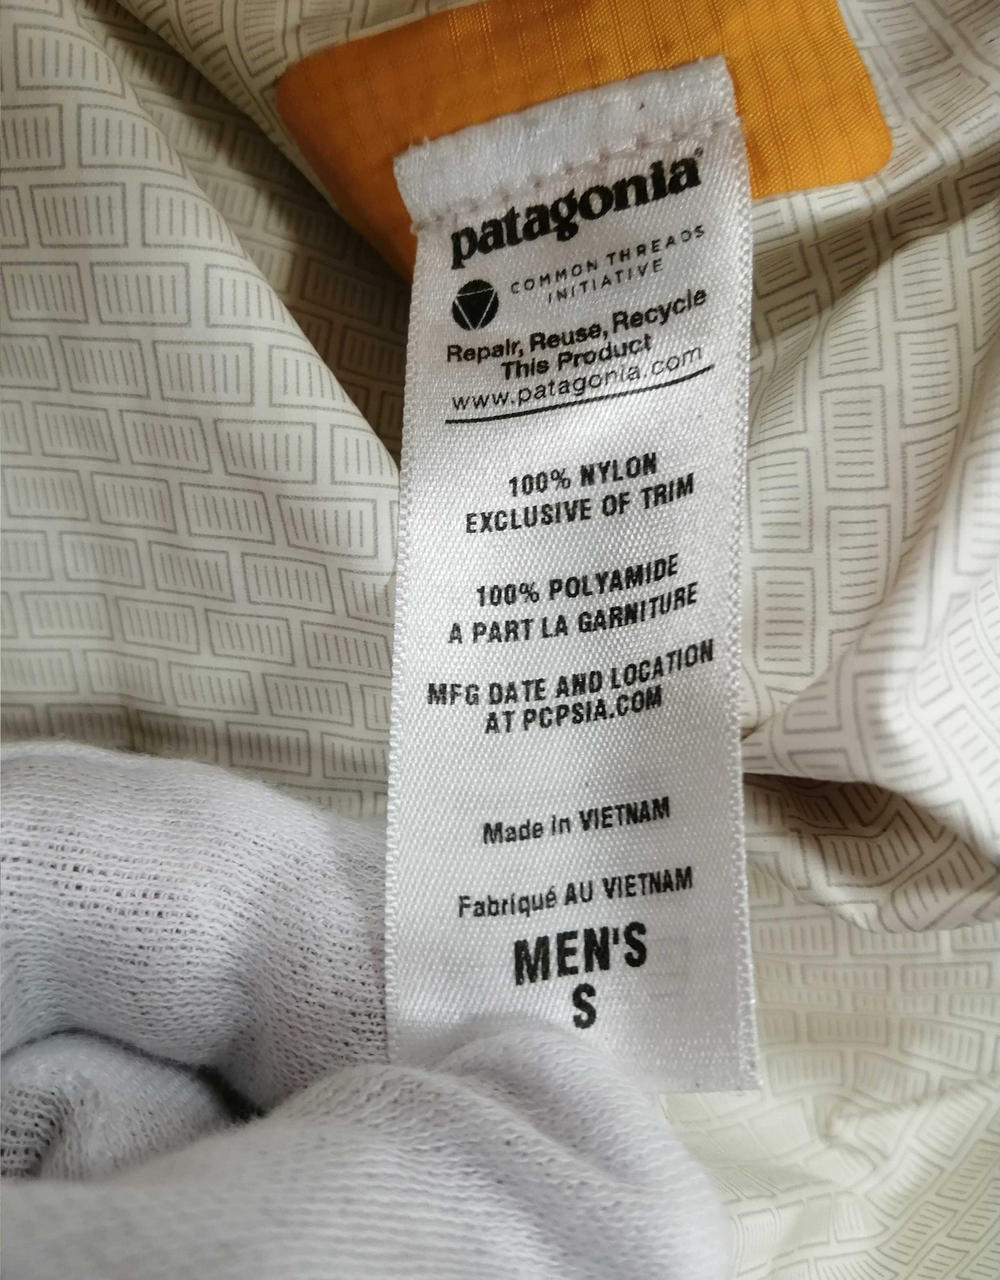 patagonia®
COMMON THREADS
INITIATIVE
Repair, Reuse, Recycle
This Product
www.patagonia.com
100% NYLON
EXCLUSIVE OF TRIM
100% POLYAMIDE
A PART LA GARNITURE
MFG DATE AND LOCATION
AT PCPSIA.COM
Made in VIETNAM
Fabriqué AU VIETNAM
MEN'S
S